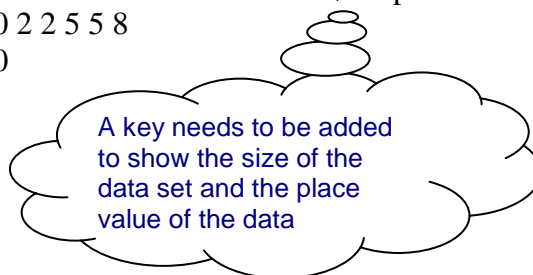 0 2 2 5 5 8
0
A key needs to be added
to show the size of the
data set and the place
value of the data